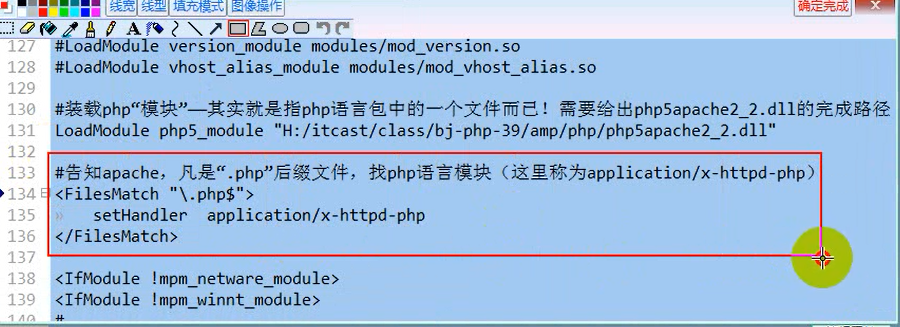 线宽 线型 填充模式 图像操作 确定完成
127 #LoadModule version_module modules/mod_version.so
128 #LoadModule vhost_alias_module modules/mod_vhost_alias.so
129
130 #装载php“模块”——其实就是指php语言包中的一个文件而已！需要给出php5apache2_2.dll的完成路径
131 LoadModule php5_module "H:/itcast/class/bj-php-39/amp/php/php5apache2_2.dll"
132
133 #告知apache，凡是“.php”后缀文件，找php语言模块（这里称为application/x-httpd-php）
134 <FilesMatch "\.php$">
135 setHandler application/x-httpd-php
136 </FilesMatch>
137
138 <IfModule !mpm_netware_module>
139 <IfModule !mpm_winnt_module>
140 #